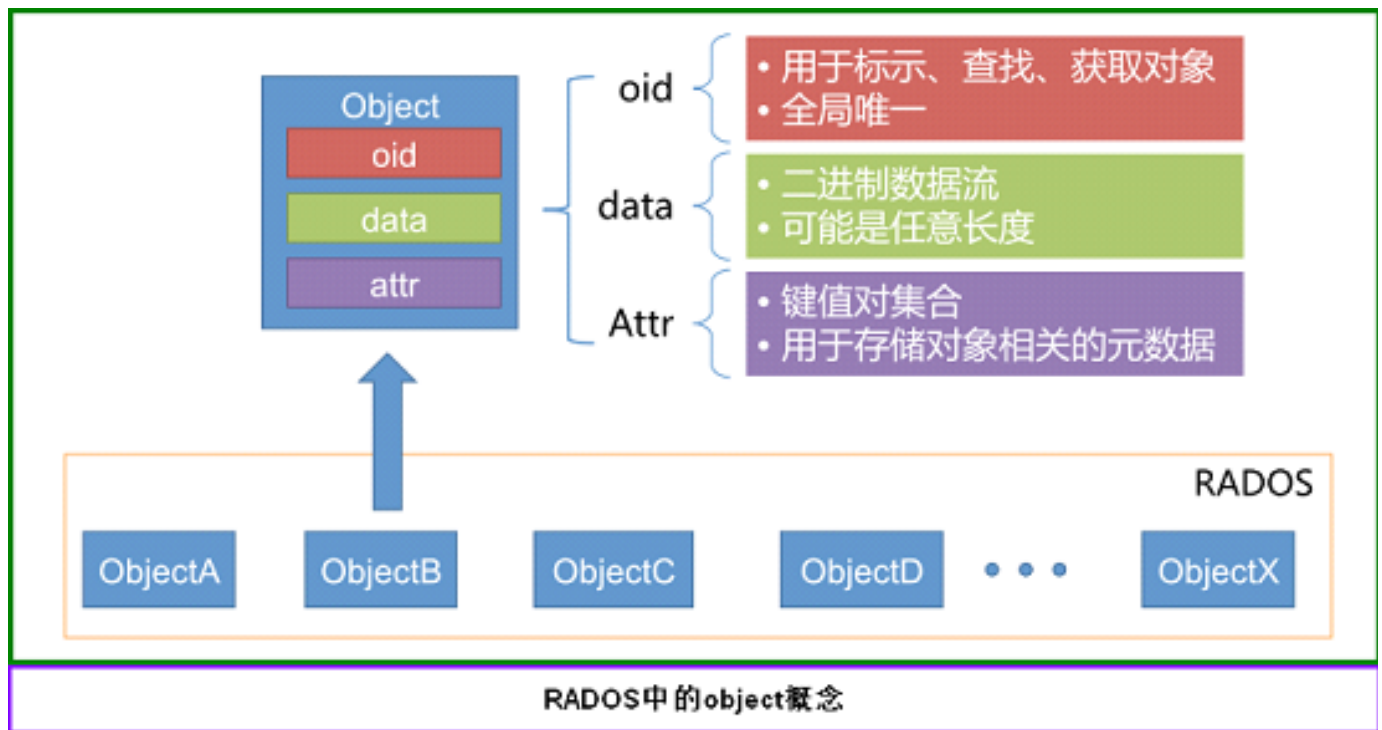 Object
oid
data
attr
oid
• 用于标示、查找、获取对象
• 全局唯一
data
• 二进制数据流
• 可能是任意长度
Attr
• 键值对集合
• 用于存储对象相关的元数据
RADOS
ObjectA
ObjectB
ObjectC
ObjectD
ObjectX
RADOS中的object概念